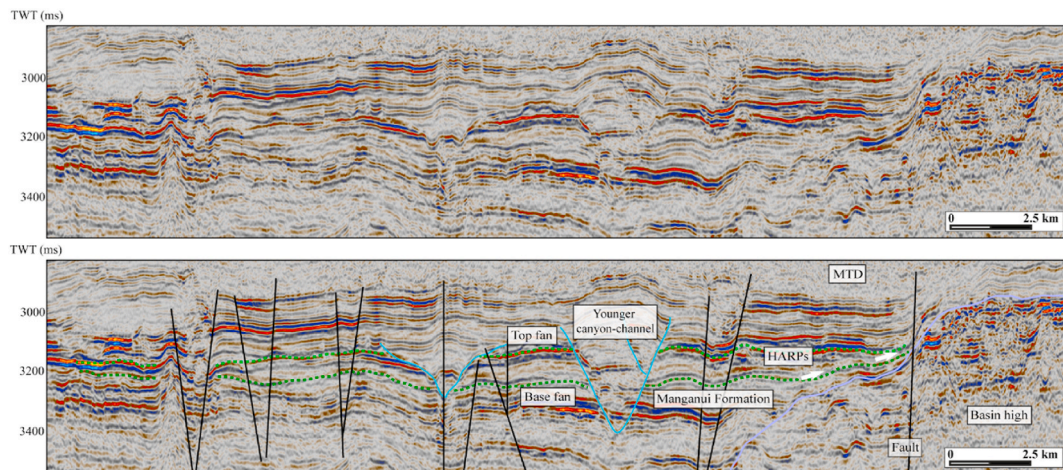 TWT (ms)
3000
3200
3400
0 2.5 km
TWT (ms)
3000
3200
3400
MTD
Younger
canyon-channel
Top fan
HARPs
Base fan
Manganui Formation
Basin high
Fault
0 2.5 km